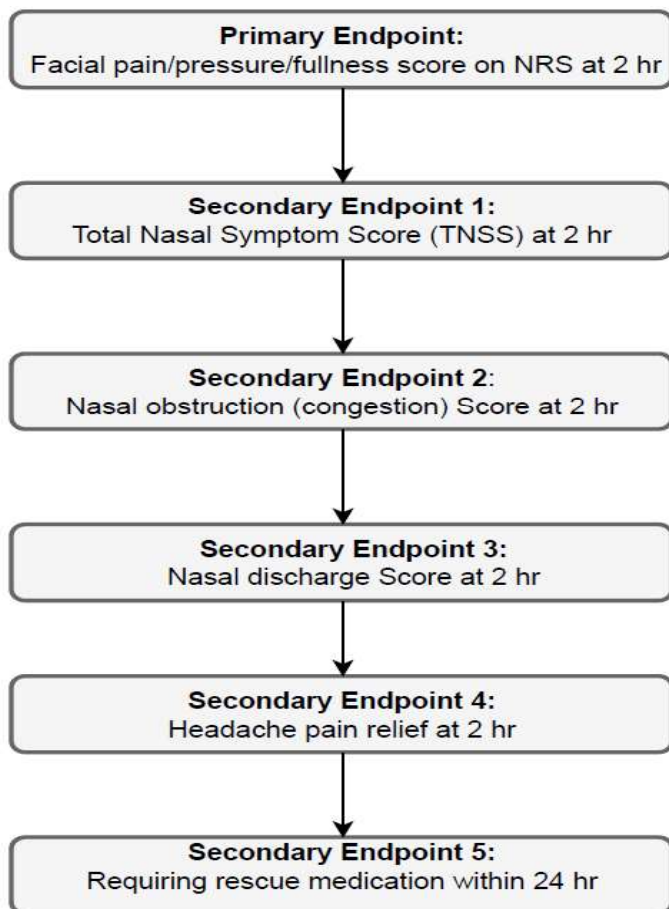 Primary Endpoint:
Facial pain/pressure/fullness score on NRS at 2 hr
Secondary Endpoint 1:
Total Nasal Symptom Score (TNSS) at 2 hr
Secondary Endpoint 2:
Nasal obstruction (congestion) Score at 2 hr
Secondary Endpoint 3:
Nasal discharge Score at 2 hr
Secondary Endpoint 4:
Headache pain relief at 2 hr
Secondary Endpoint 5:
Requiring rescue medication within 24 hr